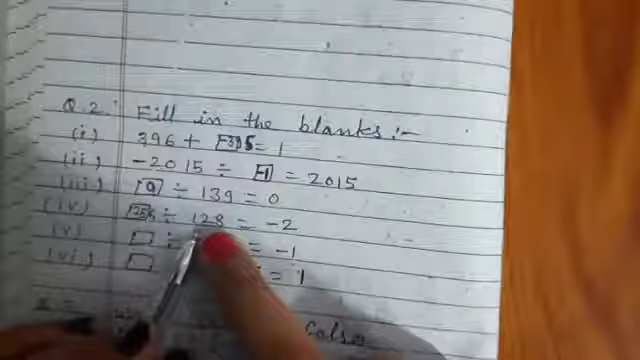 Q.2. Fill in the blanks :-
(i) 396 + -395 = 1
(ii) -2015 ÷ -1 = 2015
(iii) 0 ÷ 139 = 0
(iv) 256 ÷ 128 = -2
(v) ÷ = -1
(vi) = 1